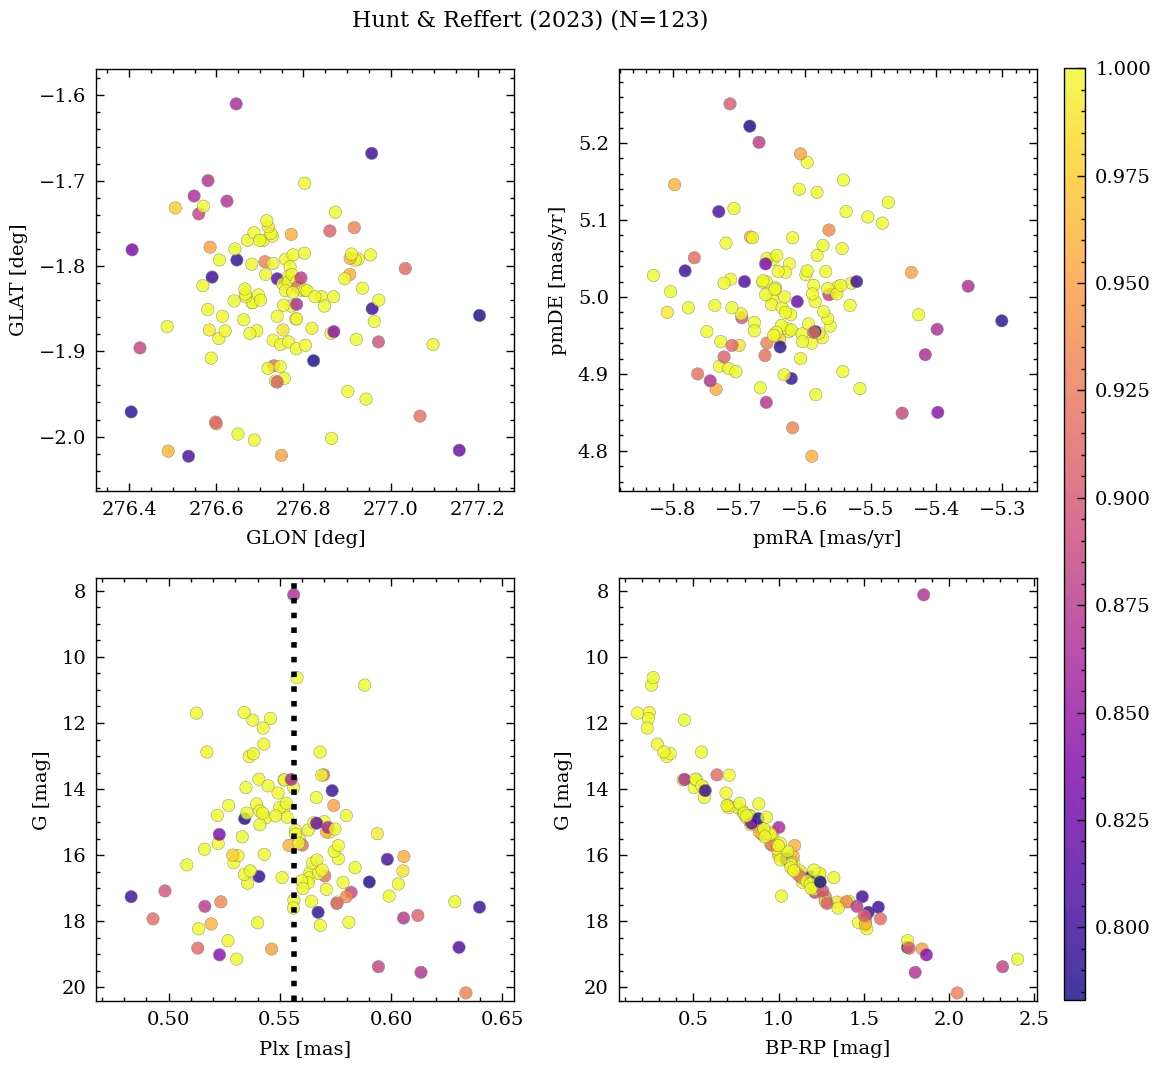 Hunt & Reffert (2023) (N=123)
−1.6
−1.7
−1.8
−1.9
−2.0
GLAT [deg]
276.4 276.6 276.8 277.0 277.2
GLON [deg]
5.2
5.1
5.0
4.9
4.8
pmDE [mas/yr]
−5.8 −5.7 −5.6 −5.5 −5.4 −5.3
pmRA [mas/yr]
8
10
12
14
16
18
20
G [mag]
0.50 0.55 0.60 0.65
Plx [mas]
8
10
12
14
16
18
20
G [mag]
0.5 1.0 1.5 2.0 2.5
BP-RP [mag]
1.000
0.975
0.950
0.925
0.900
0.875
0.850
0.825
0.800